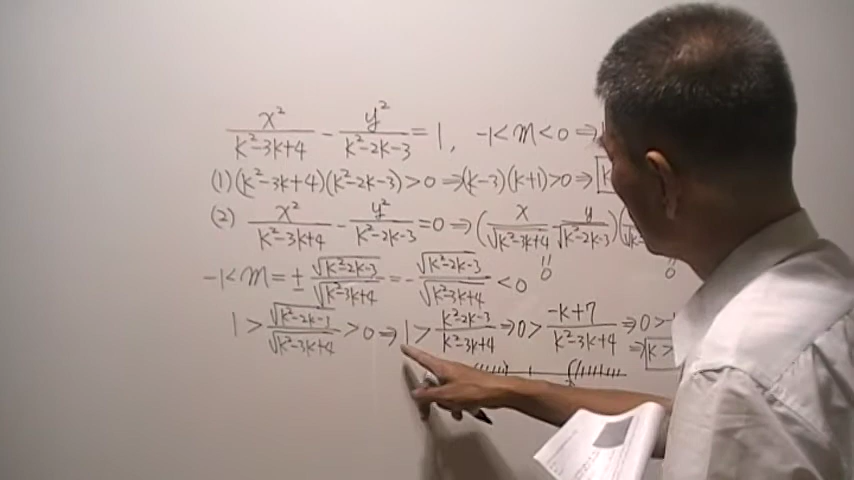 x²/(k²-3k+4) - y²/(k²-2k-3) = 1, -1<m<0 ⇒
(1)(k²-3k+4)(k²-2k-3)>0 ⇒ (k-3)(k+1)>0 ⇒
(2) x²/(k²-3k+4) - y²/(k²-2k-3) = 0 ⇒ (x/√(k²-3k+4) - y/√(k²-2k-3))(
= 0 = 0
-1<m=±√(k²-2k-3)/√(k²-3k+4) = -√(k²-2k-3)/√(k²-3k+4) <0
1>√(k²-2k-3)/√(k²-3k+4) >0 ⇒ 1>(k²-2k-3)/(k²-3k+4) ⇒ 0>(-k+7)/(k²-3k+4) ⇒ 0>-
⇒ k>